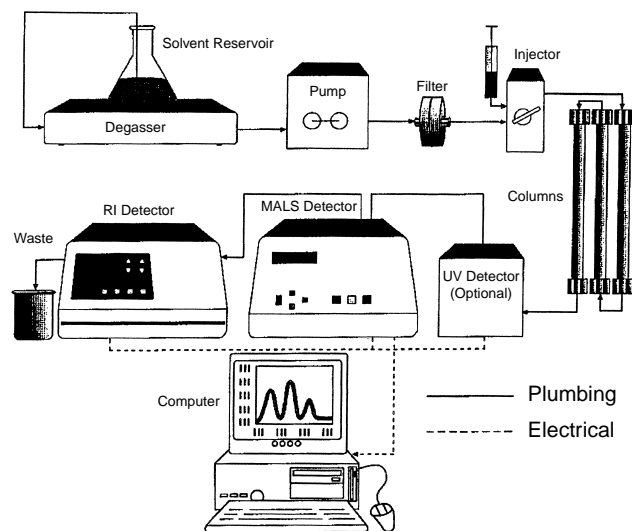 Solvent Reservoir
Degasser
Pump
Filter
Injector
Columns
RI Detector
MALS Detector
Waste
UV Detector
(Optional)
Computer
Plumbing
Electrical